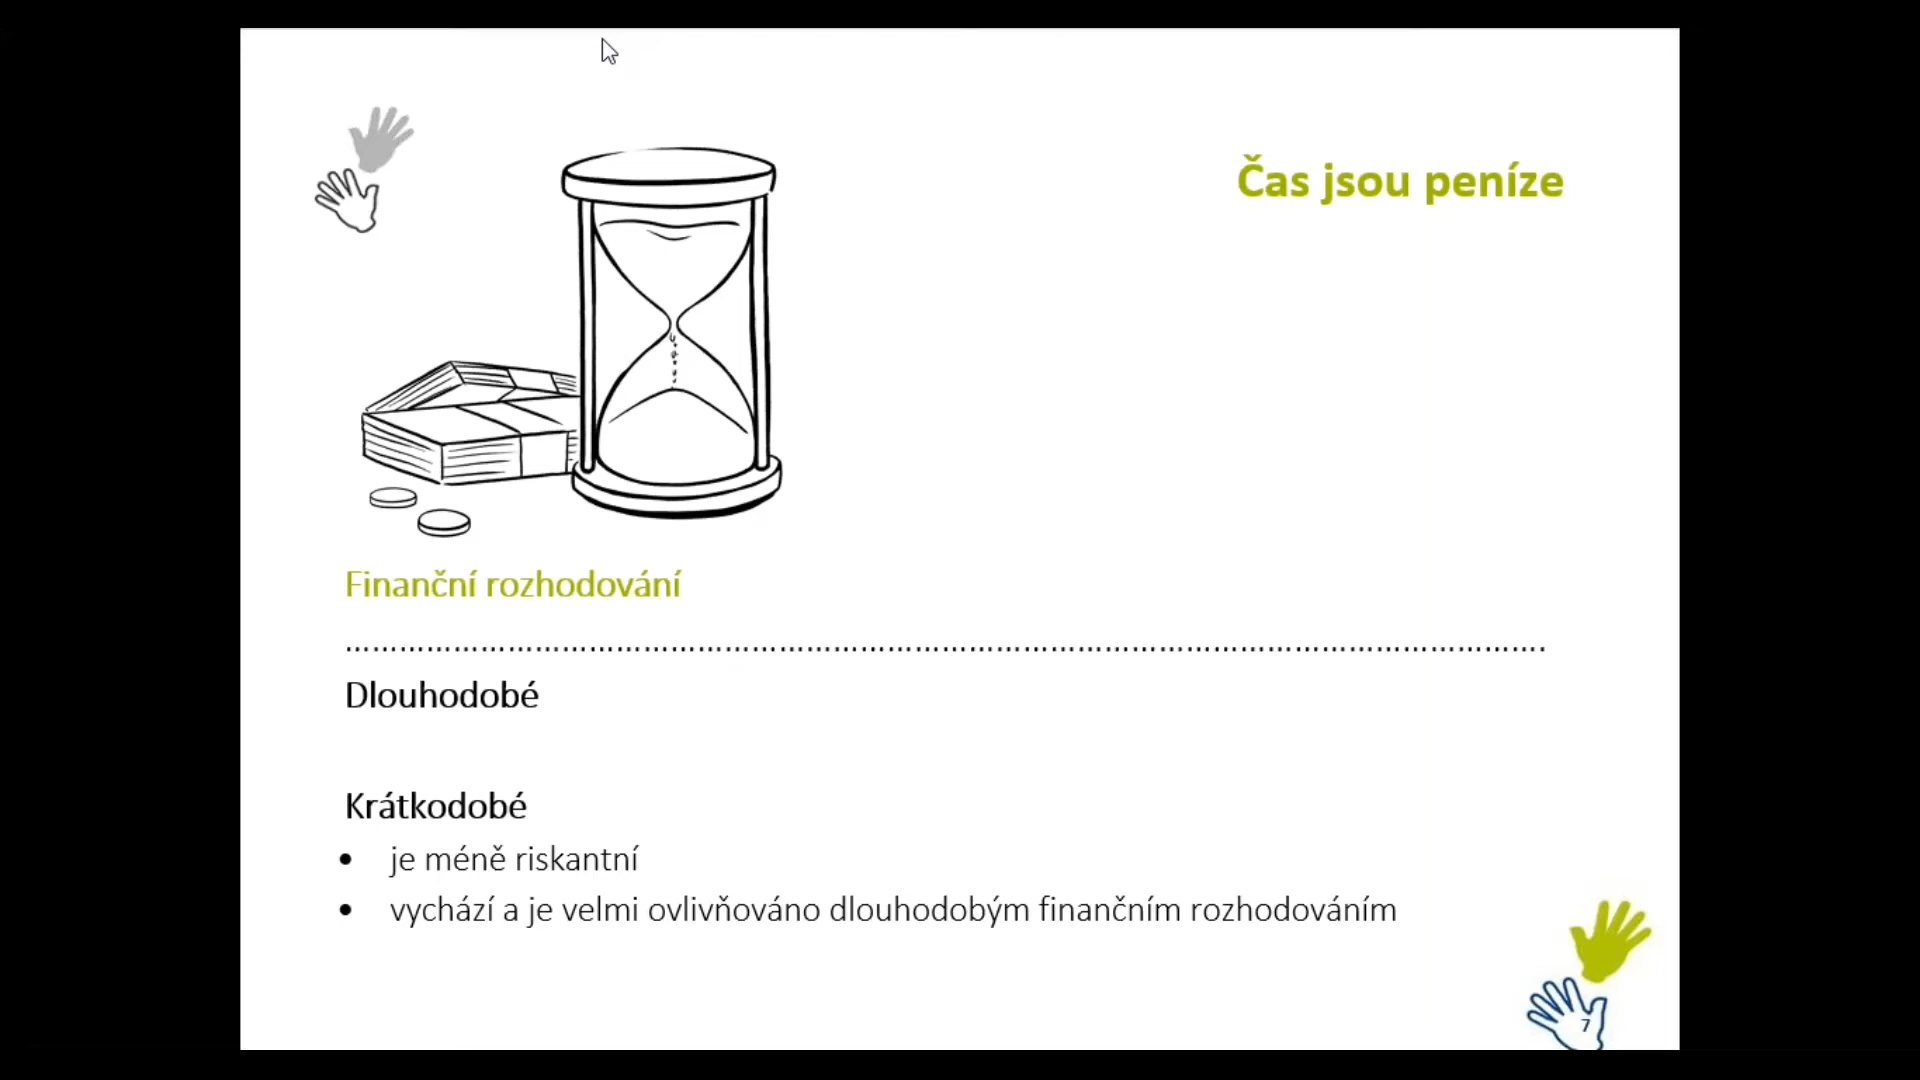 Čas jsou peníze
Finanční rozhodování
……………………………………………………………………………………………………………………….
Dlouhodobé
Krátkodobé
• je méně riskantní
• vychází a je velmi ovlivňováno dlouhodobým finančním rozhodováním
7